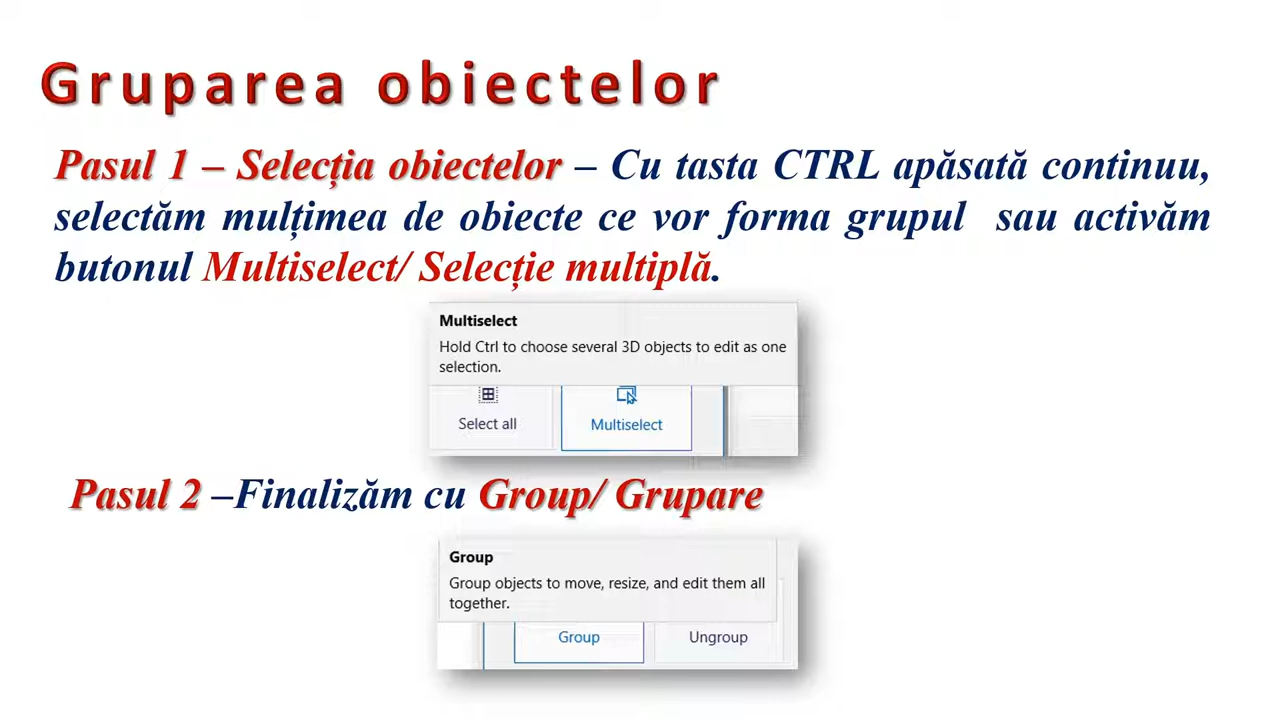 Gruparea obiectelor
Pasul 1 – Selecția obiectelor – Cu tasta CTRL apăsată continuu,
selectăm mulțimea de obiecte ce vor forma grupul sau activăm
butonul Multiselect/ Selecție multiplă.
Multiselect
Hold Ctrl to choose several 3D objects to edit as one
selection.
Select all Multiselect
Pasul 2 –Finalizăm cu Group/ Grupare
Group
Group objects to move, resize, and edit them all
together.
Group Ungroup